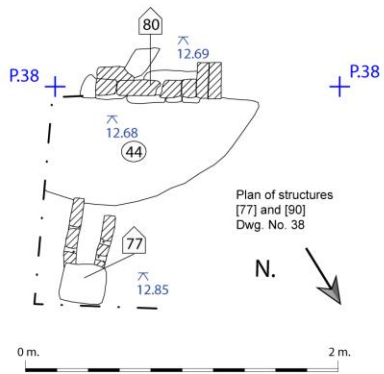 80
12.69
P.38
P.38
12.68
44
Plan of structures
[77] and [90]
Dwg. No. 38
77
N.
12.85
0 m.
2 m.